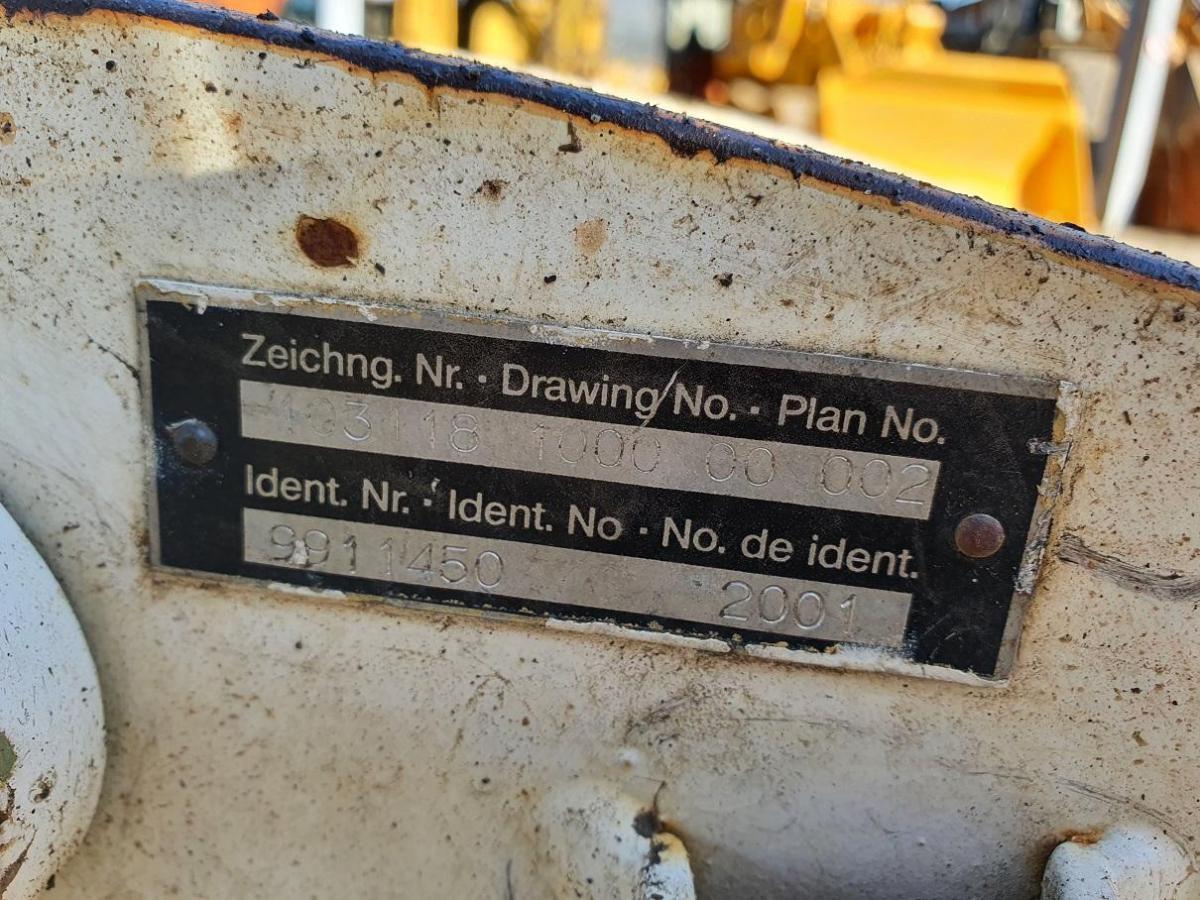 Zeichng. Nr. · Drawing No. · Plan No.
103118 1000 00 002
Ident. Nr. · Ident. No · No. de ident.
9911450 2001